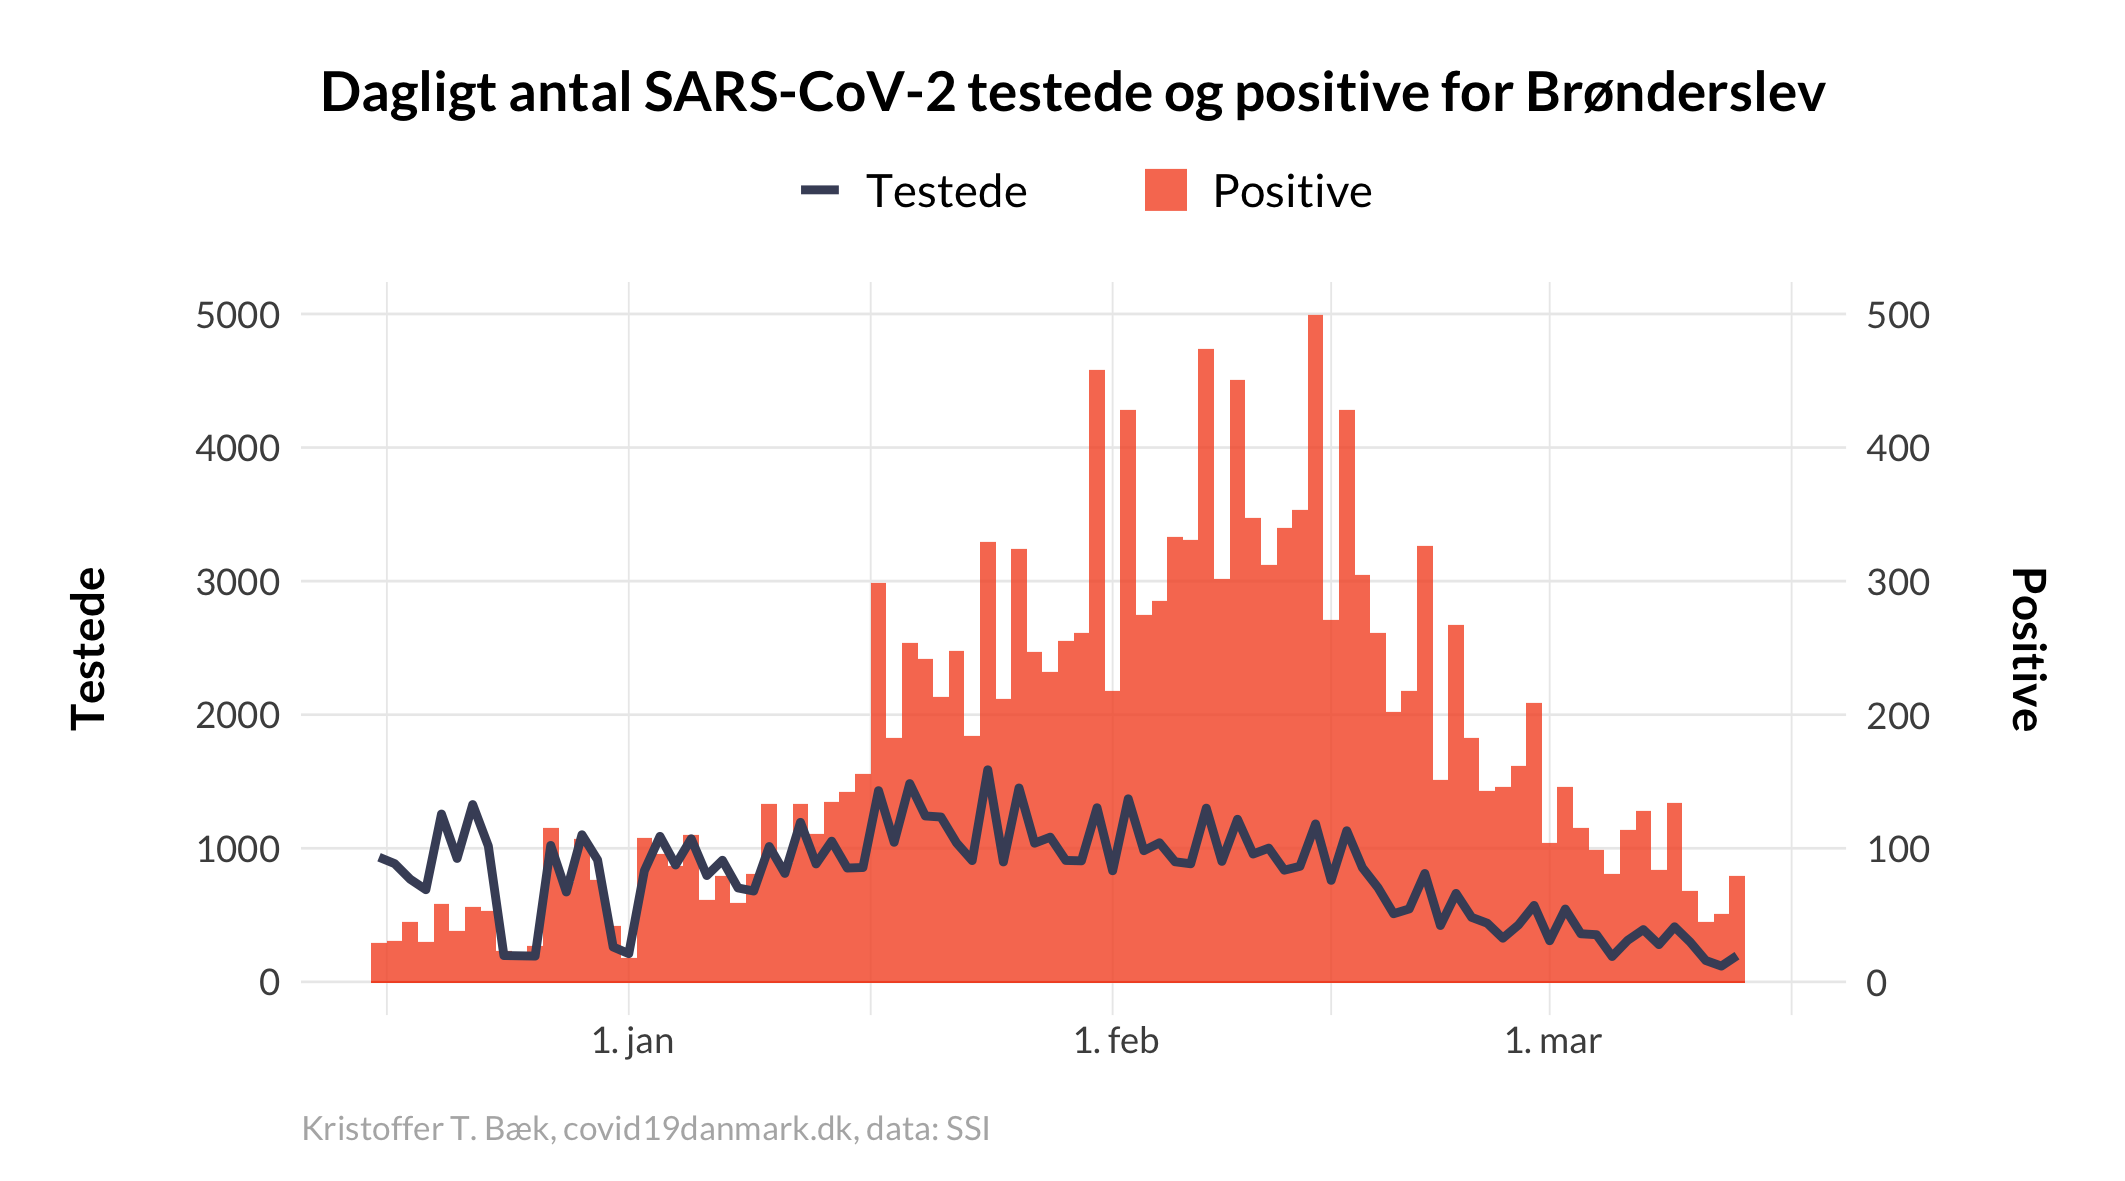 Dagligt antal SARS-CoV-2 testede og positive for Brønderslev
Testede
Positive
5000
4000
3000
2000
1000
0
Testede
500
400
300
200
100
0
Positive
1. jan
1. feb
1. mar
Kristoffer T. Bæk, covid19danmark.dk, data: SSI